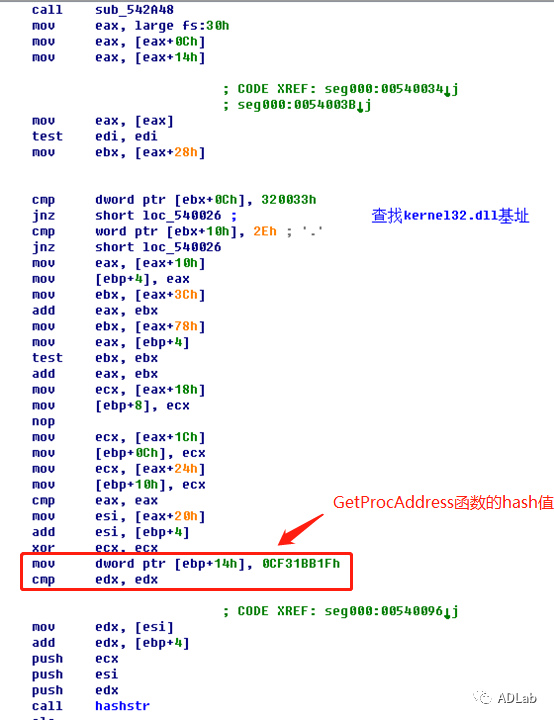 call sub_542A48
mov eax, large fs:30h
mov eax, [eax+0Ch]
mov eax, [eax+14h]
; CODE XREF: seg000:00540034↓j
; seg000:0054003B↓j
mov eax, [eax]
test edi, edi
mov ebx, [eax+28h]
cmp dword ptr [ebx+0Ch], 320033h
jnz short loc_540026 ; 查找kernel32.dll基址
cmp word ptr [ebx+10h], 2Eh ; '.'
jnz short loc_540026
mov eax, [eax+10h]
mov [ebp+4], eax
mov ebx, [eax+3Ch]
add eax, ebx
mov ebx, [eax+78h]
mov eax, [ebp+4]
test ebx, ebx
add eax, ebx
mov ecx, [eax+18h]
mov [ebp+8], ecx
nop
mov ecx, [eax+1Ch]
mov [ebp+0Ch], ecx
mov ecx, [eax+24h]
mov [ebp+10h], ecx
cmp eax, eax
mov esi, [eax+20h]
GetProcAddress函数的hash值
add esi, [ebp+4]
xor ecx, ecx
mov dword ptr [ebp+14h], 0CF31BB1Fh
cmp edx, edx
; CODE XREF: seg000:00540096↓j
mov edx, [esi]
add edx, [ebp+4]
push ecx
push esi
push edx
call hashstr
ADLab